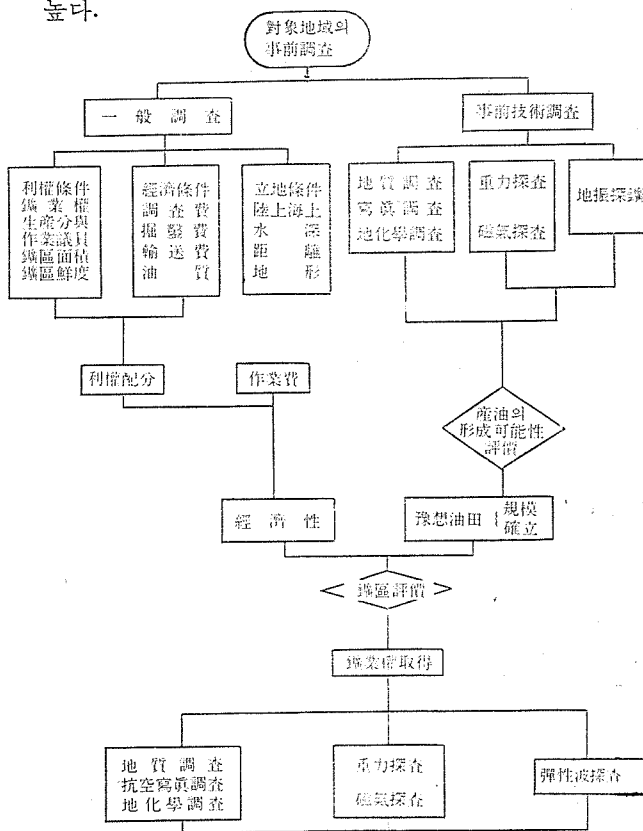 높다.
對象地域의
事前調査
一般調査
事前技術調査
利權條件
鑛業權
生産分與
作業議員
鑛區面積
鑛區鮮度
經濟條件
調査費
掘鑿費
輸送費
油質
立地條件
陸上海上
水深
距離
地形
地質調査
寫眞調査
地化學調査
重力探査
磁氣探査
地振探鑛
利權配分
作業費
産油의
形成可能性
評價
經濟性
豫想油田 { 規模
確立
鑛區評價
鑛業權取得
地質調査
抗空寫眞調査
地化學調査
重力探査
磁氣探査
彈性波探査